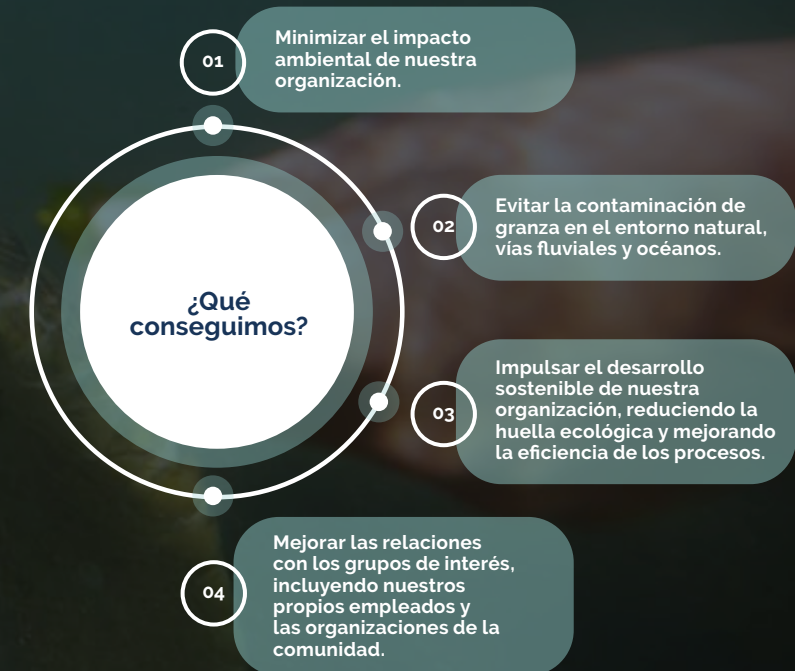 01
Minimizar el impacto
ambiental de nuestra
organización.
02
Evitar la contaminación de
granza en el entorno natural,
vías fluviales y océanos.
¿Qué
conseguimos?
03
Impulsar el desarrollo
sostenible de nuestra
organización, reduciendo la
huella ecológica y mejorando
la eficiencia de los procesos.
04
Mejorar las relaciones
con los grupos de interés,
incluyendo nuestros
propios empleados y
las organizaciones de la
comunidad.